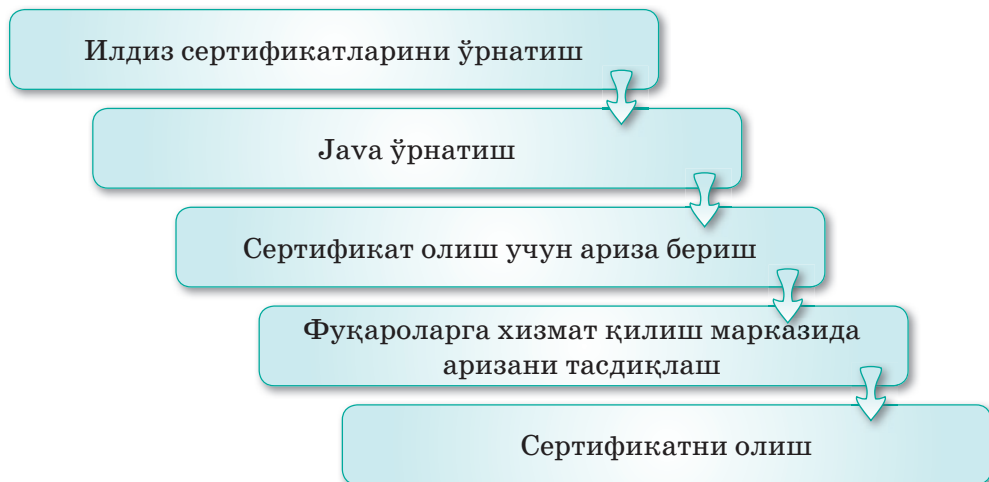 Илдиз сертификатларини ўрнатиш
Java ўрнатиш
Сертификат олиш учун ариза бериш
Фуқароларга хизмат қилиш марказида
аризани тасдиқлаш
Сертификатни олиш